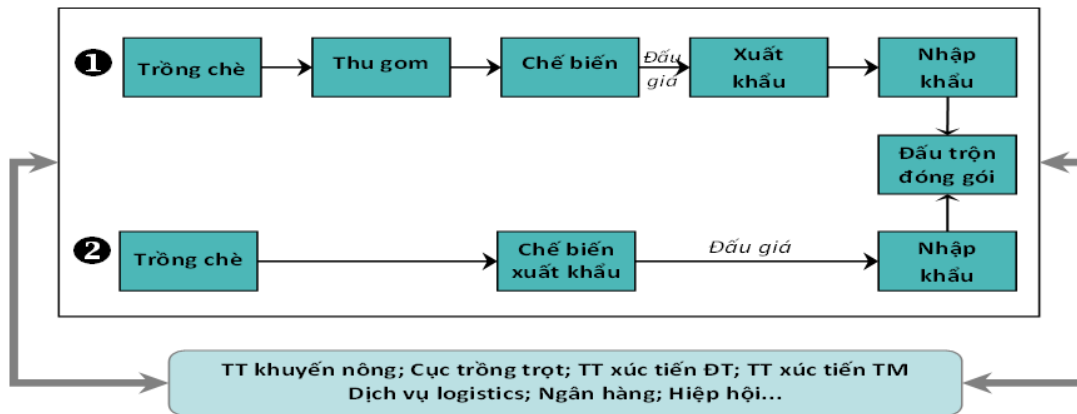 ❶
Trồng chè
Thu gom
Chế biến
Đấu
giá
Xuất
khẩu
Nhập
khẩu
Đấu trộn
đóng gói
❷
Trồng chè
Chế biến
xuất khẩu
Đấu giá
Nhập
khẩu
TT khuyến nông; Cục trồng trọt; TT xúc tiến ĐT; TT xúc tiến TM
Dịch vụ logistics; Ngân hàng; Hiệp hội...